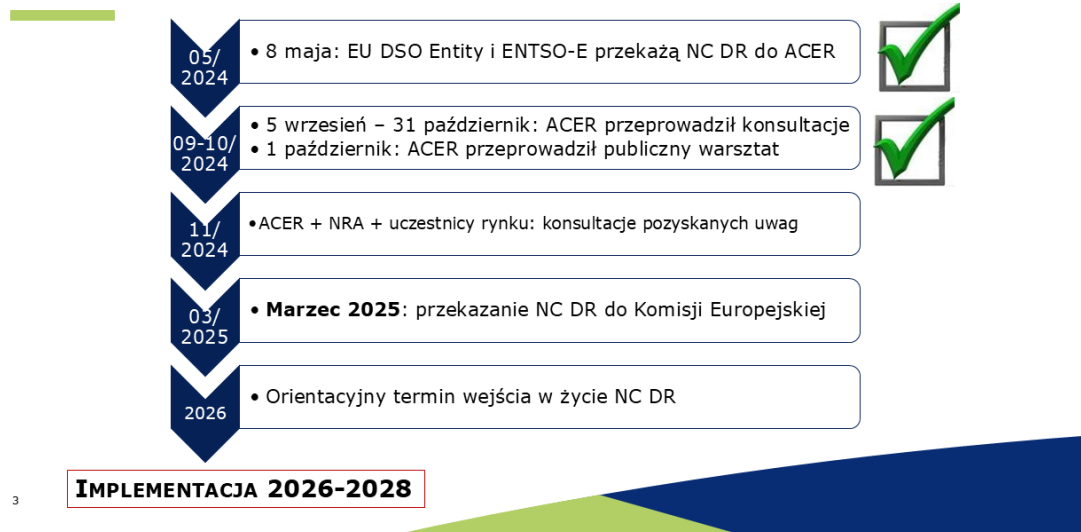 05/
2024
• 8 maja: EU DSO Entity i ENTSO-E przekażą NC DR do ACER
09-10/
2024
• 5 wrzesień – 31 październik: ACER przeprowadził konsultacje
• 1 październik: ACER przeprowadził publiczny warsztat
11/
2024
•ACER + NRA + uczestnicy rynku: konsultacje pozyskanych uwag
03/
2025
• Marzec 2025: przekazanie NC DR do Komisji Europejskiej
2026
• Orientacyjny termin wejścia w życie NC DR
IMPLEMENTACJA 2026-2028
3